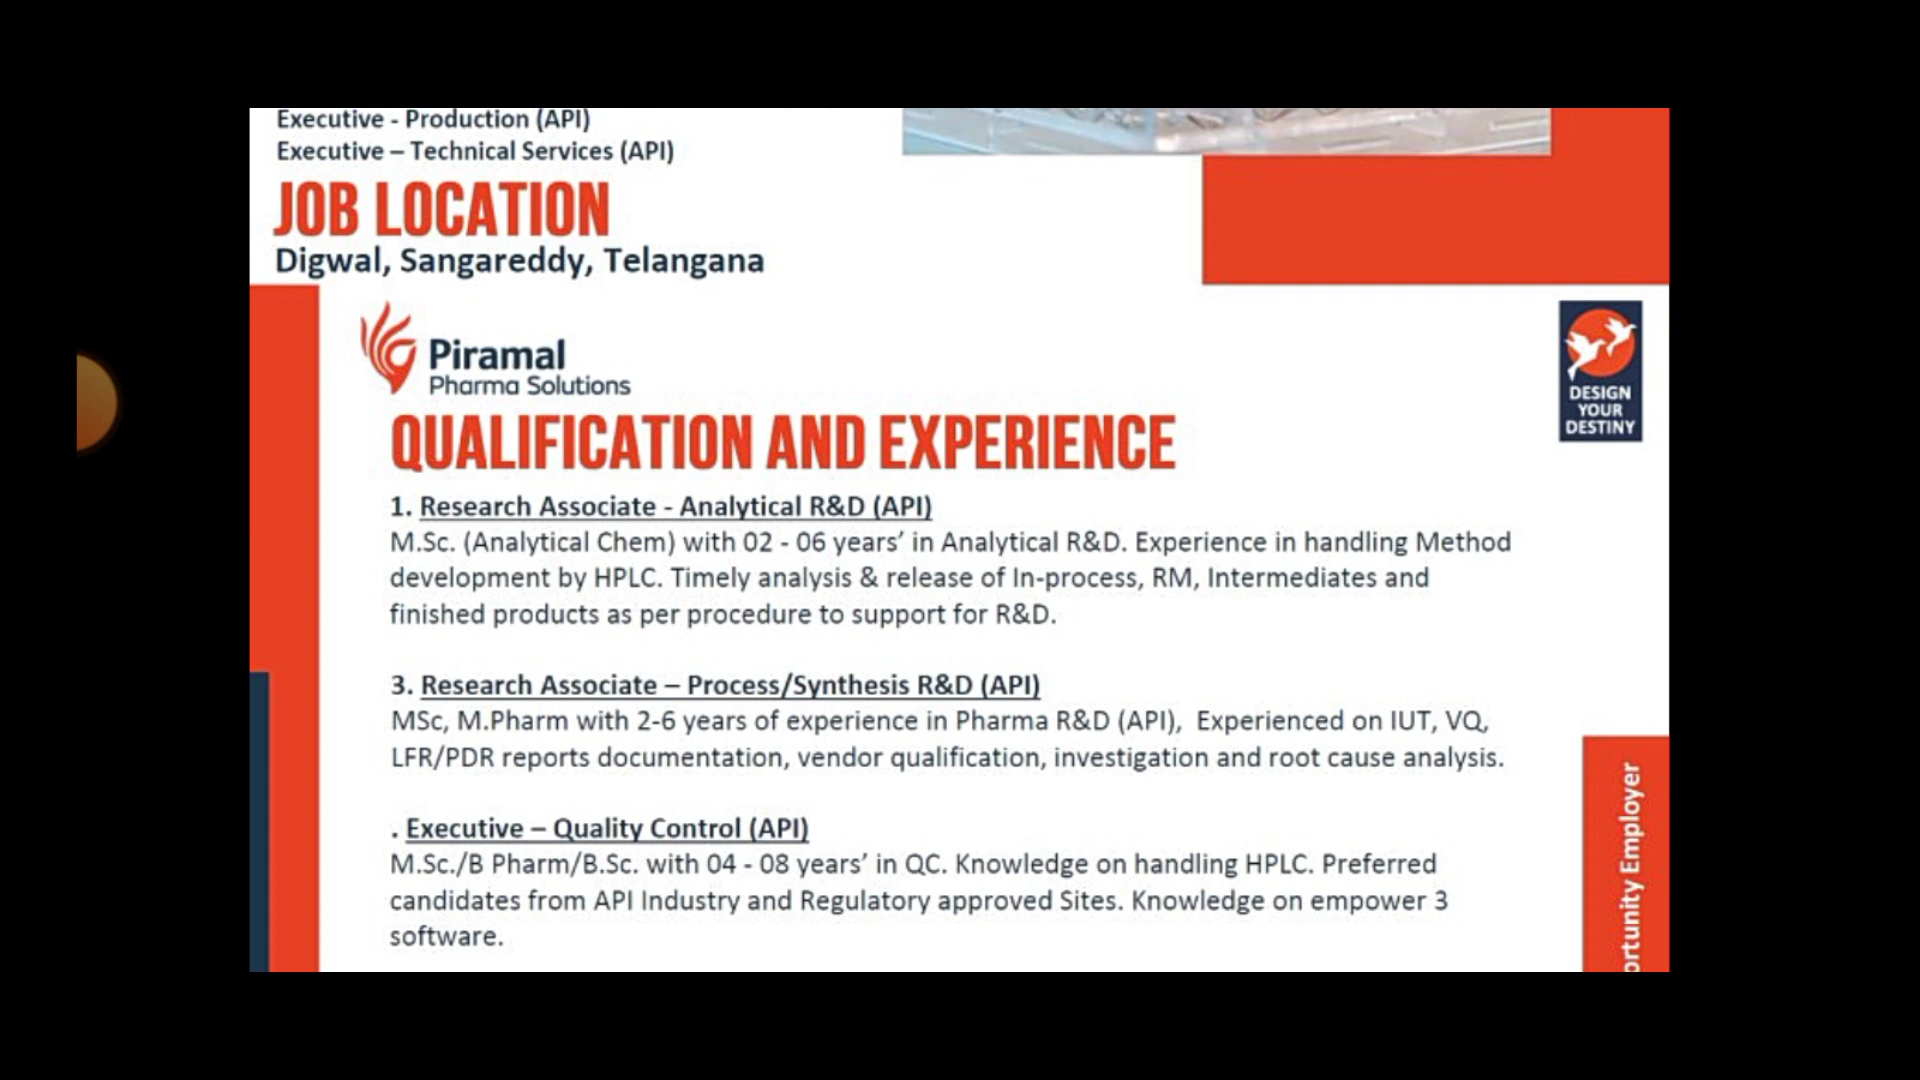 Executive - Production (API)
Executive – Technical Services (API)
JOB LOCATION
Digwal, Sangareddy, Telangana
Piramal
Pharma Solutions
DESIGN
YOUR
DESTINY
QUALIFICATION AND EXPERIENCE
1. Research Associate - Analytical R&D (API)
M.Sc. (Analytical Chem) with 02 - 06 years’ in Analytical R&D. Experience in handling Method
development by HPLC. Timely analysis & release of In-process, RM, Intermediates and
finished products as per procedure to support for R&D.
3. Research Associate – Process/Synthesis R&D (API)
MSc, M.Pharm with 2-6 years of experience in Pharma R&D (API), Experienced on IUT, VQ,
LFR/PDR reports documentation, vendor qualification, investigation and root cause analysis.
. Executive – Quality Control (API)
M.Sc./B Pharm/B.Sc. with 04 - 08 years’ in QC. Knowledge on handling HPLC. Preferred
candidates from API Industry and Regulatory approved Sites. Knowledge on empower 3
software.
ortunity Employer